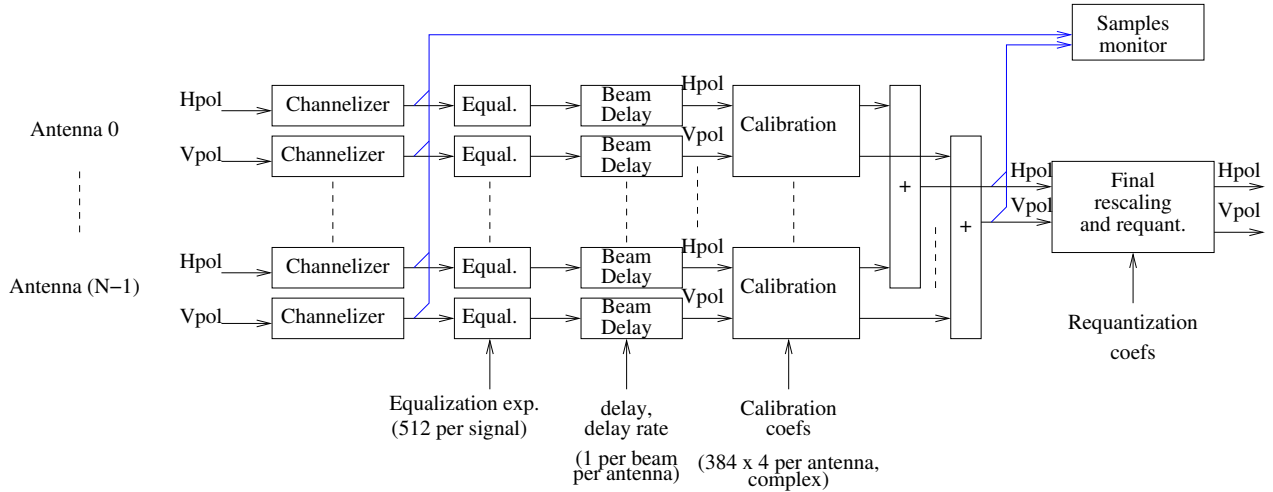 Samples
monitor
Hpol
Channelizer
Equal.
Beam
Delay
Hpol
Antenna 0
Calibration
Vpol
Channelizer
Equal.
Beam
Delay
Vpol
+
Hpol
Final
rescaling
and requant.
Hpol
Vpol
Vpol
+
Hpol
Channelizer
Equal.
Beam
Delay
Hpol
Antenna (N−1)
Calibration
Vpol
Channelizer
Equal.
Beam
Delay
Vpol
Requantization
coefs
Equalization exp.
(512 per signal)
delay,
delay rate
(1 per beam
per antenna)
Calibration
coefs
(384 x 4 per antenna,
complex)